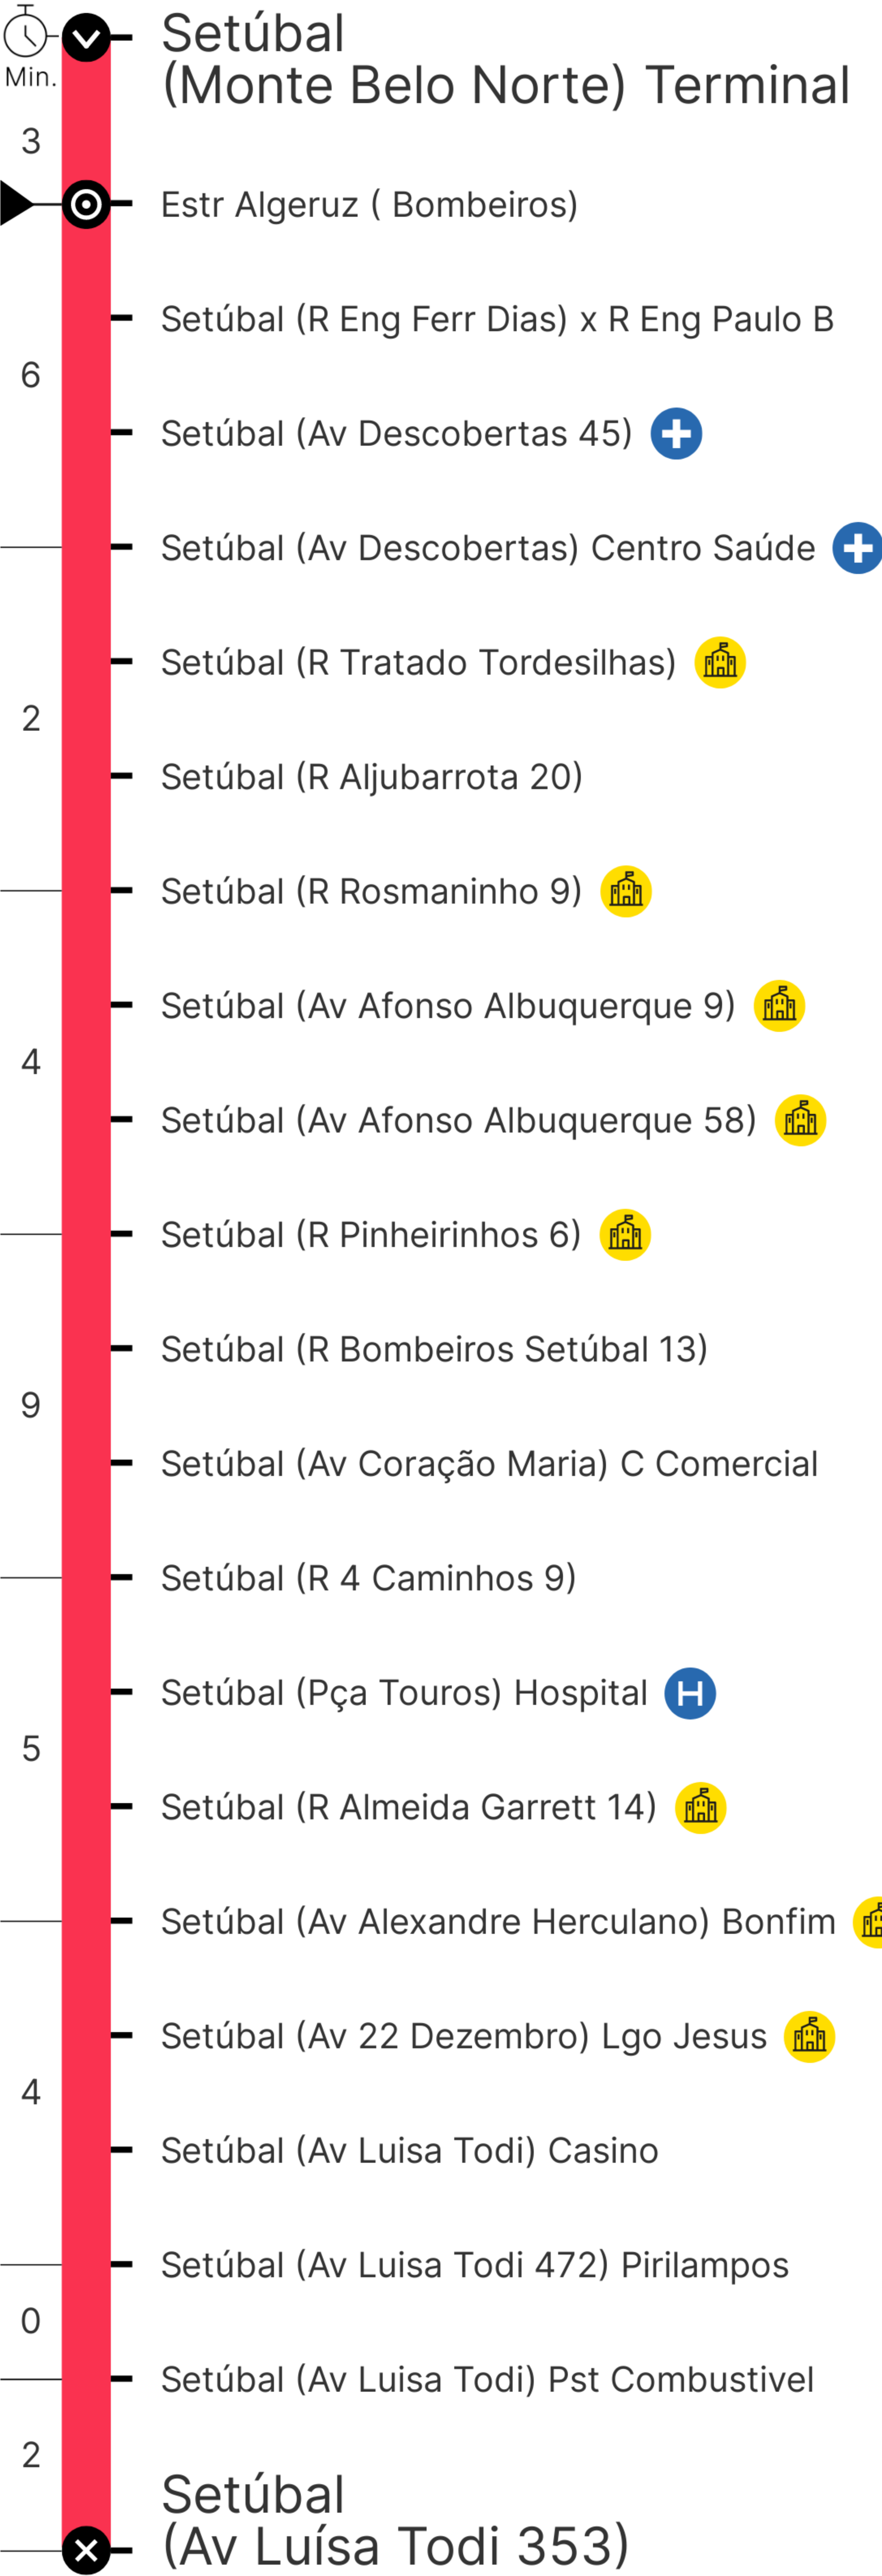 Setúbal
(Monte Belo Norte) Terminal
Min.
3
Estr Algeruz ( Bombeiros)
Setúbal (R Eng Ferr Dias) x R Eng Paulo B
6
Setúbal (Av Descobertas 45)
Setúbal (Av Descobertas) Centro Saúde
Setúbal (R Tratado Tordesilhas)
2
Setúbal (R Aljubarrota 20)
Setúbal (R Rosmaninho 9)
Setúbal (Av Afonso Albuquerque 9)
4
Setúbal (Av Afonso Albuquerque 58)
Setúbal (R Pinheirinhos 6)
Setúbal (R Bombeiros Setúbal 13)
9
Setúbal (Av Coração Maria) C Comercial
Setúbal (R 4 Caminhos 9)
Setúbal (Pça Touros) Hospital H
5
Setúbal (R Almeida Garrett 14)
Setúbal (Av Alexandre Herculano) Bonfim
Setúbal (Av 22 Dezembro) Lgo Jesus
4
Setúbal (Av Luisa Todi) Casino
Setúbal (Av Luisa Todi 472) Pirilampos
0
Setúbal (Av Luisa Todi) Pst Combustivel
2
Setúbal
(Av Luísa Todi 353)